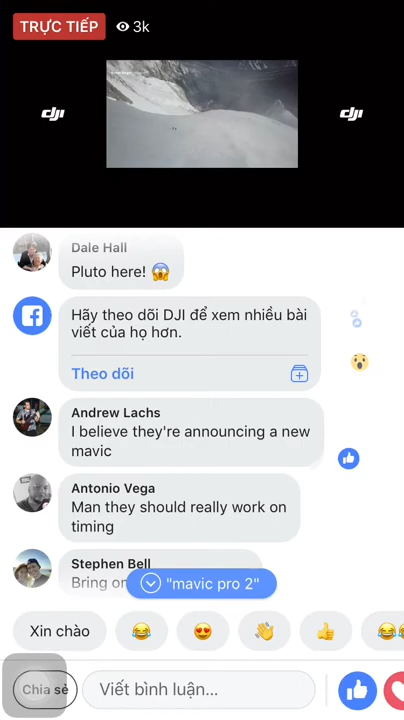 TRỰC TIẾP 3k
dji dji
Dale Hall
Pluto here! 😱
Hãy theo dõi DJI để xem nhiều bài
viết của họ hơn.
Theo dõi
Andrew Lachs
I believe they're announcing a new
mavic
Antonio Vega
Man they should really work on
timing
Stephen Bell
Bring on
"mavic pro 2"
Xin chào 😂 😍 👋 👍 😂
Chia sẻ Viết bình luận...